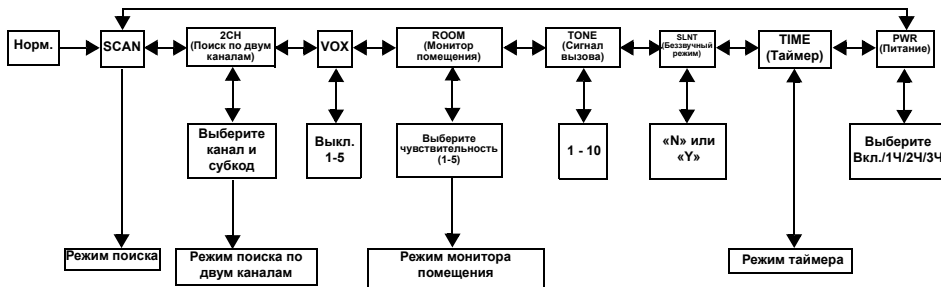 Норм.
SCAN
2CH
(Поиск по двум
каналам)
VOX
ROOM
(Монитор
помещения)
TONE
(Сигнал
вызова)
SLNT
(Беззвучный
режим)
TIME
(Таймер)
PWR
(Питание)
Выберите
канал и
субкод
Выкл.
1-5
Выберите
чувствительность
(1-5)
1 - 10
«N» или
«Y»
Выберите
Вкл./1Ч/2Ч/3Ч
Режим поиска
Режим поиска по
двум каналам
Режим монитора
помещения
Режим таймера